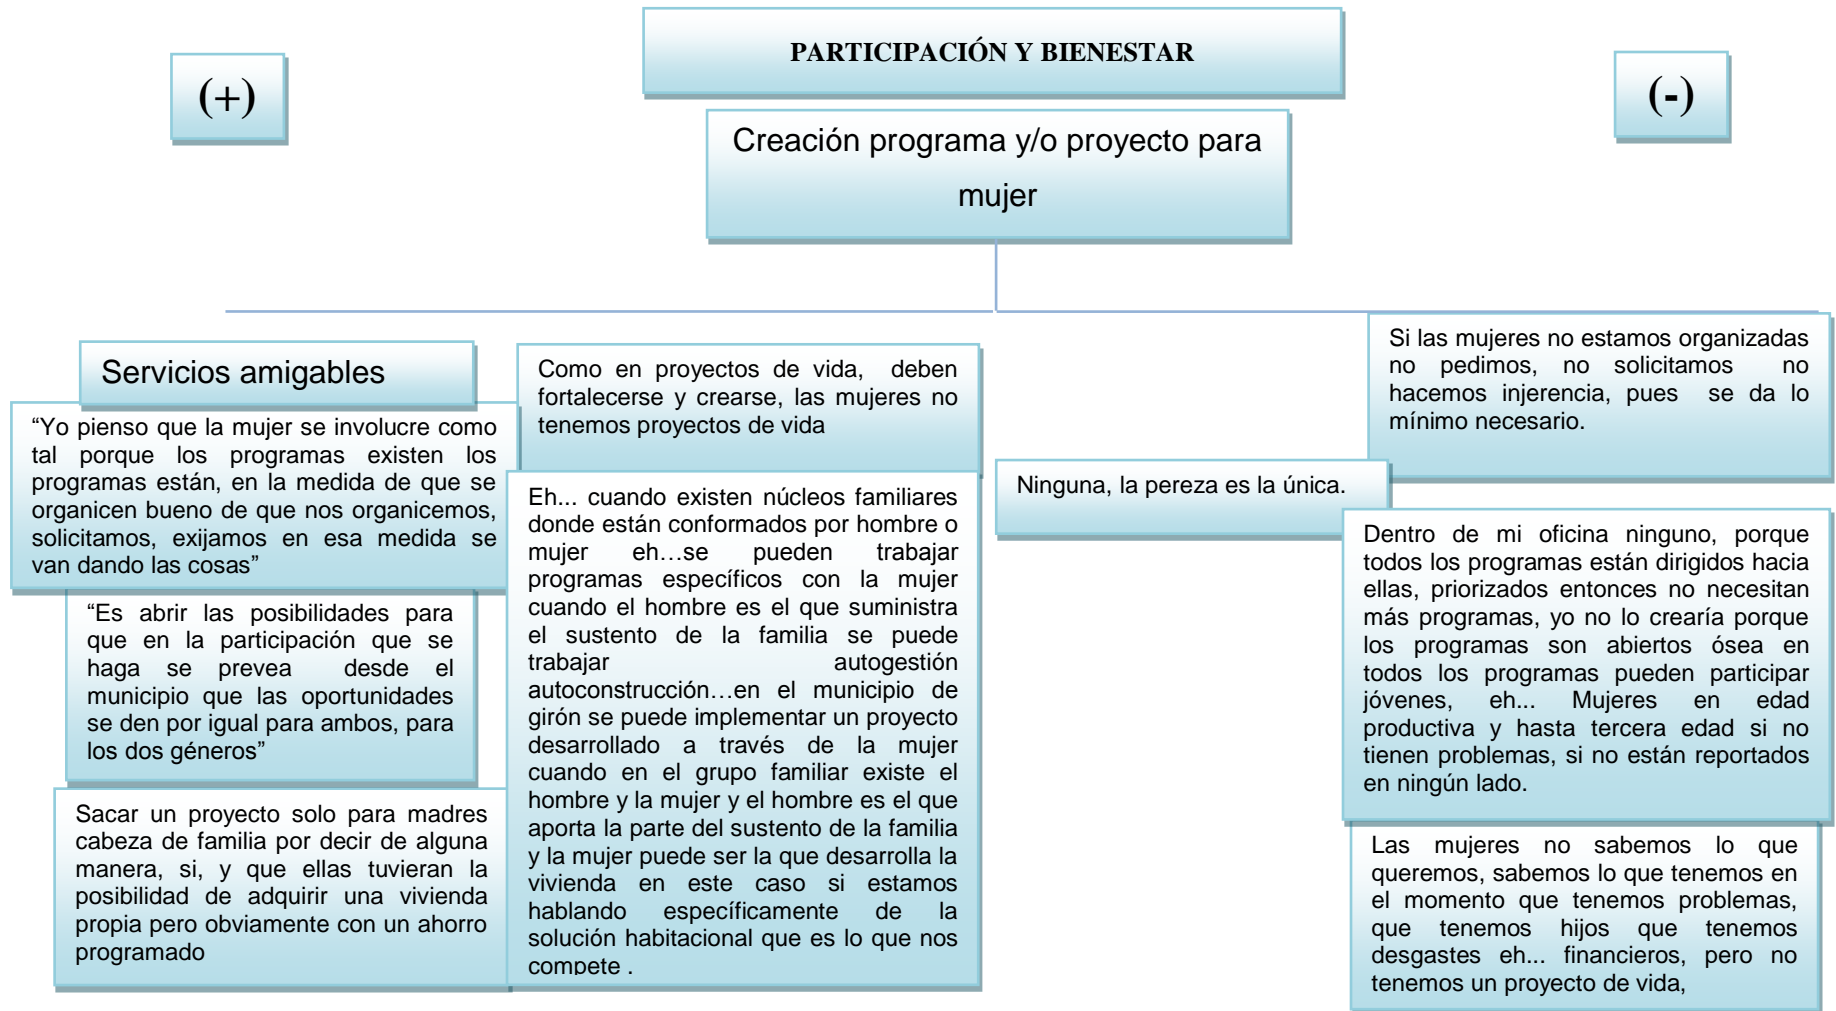 PARTICIPACIÓN Y BIENESTAR
(+)
(-)
Creación programa y/o proyecto para
mujer
Servicios amigables
“Yo pienso que la mujer se involucre como
tal porque los programas existen los
programas están, en la medida de que se
organicen bueno de que nos organicemos,
solicitamos, exijamos en esa medida se
van dando las cosas”
“Es abrir las posibilidades para
que en la participación que se
haga se prevea desde el
municipio que las oportunidades
se den por igual para ambos, para
los dos géneros”
Sacar un proyecto solo para madres
cabeza de familia por decir de alguna
manera, si, y que ellas tuvieran la
posibilidad de adquirir una vivienda
propia pero obviamente con un ahorro
programado
Como en proyectos de vida, deben
fortalecerse y crearse, las mujeres no
tenemos proyectos de vida
Eh... cuando existen núcleos familiares
donde están conformados por hombre o
mujer eh…se pueden trabajar
programas específicos con la mujer
cuando el hombre es el que suministra
el sustento de la familia se puede
trabajar autogestión
autoconstrucción…en el municipio de
girón se puede implementar un proyecto
desarrollado a través de la mujer
cuando en el grupo familiar existe el
hombre y la mujer y el hombre es el que
aporta la parte del sustento de la familia
y la mujer puede ser la que desarrolla la
vivienda en este caso si estamos
hablando específicamente de la
solución habitacional que es lo que nos
compete .
Ninguna, la pereza es la única.
Si las mujeres no estamos organizadas
no pedimos, no solicitamos no
hacemos injerencia, pues se da lo
mínimo necesario.
Dentro de mi oficina ninguno, porque
todos los programas están dirigidos hacia
ellas, priorizados entonces no necesitan
más programas, yo no lo crearía porque
los programas son abiertos ósea en
todos los programas pueden participar
jóvenes, eh... Mujeres en edad
productiva y hasta tercera edad si no
tienen problemas, si no están reportados
en ningún lado.
Las mujeres no sabemos lo que
queremos, sabemos lo que tenemos en
el momento que tenemos problemas,
que tenemos hijos que tenemos
desgastes eh... financieros, pero no
tenemos un proyecto de vida,